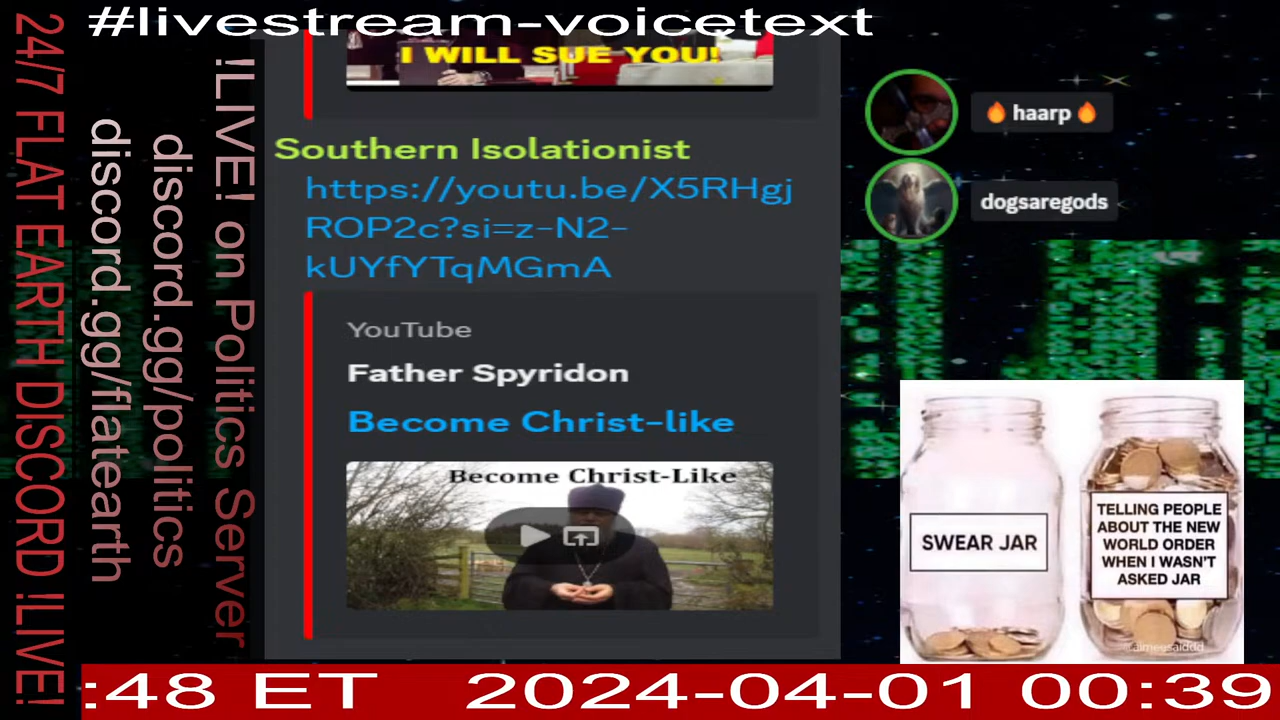 #livestream-voicetext
24/7 FLAT EARTH DISCORD !LIVE!
discord.gg/flatearth
discord.gg/politics
!LIVE! on Politics Server
I WILL SUE YOU!
Southern Isolationist
https://youtu.be/X5RHgj
ROP2c?si=z-N2-
kUYfYTqMGmA
YouTube
Father Spyridon
Become Christ-like
Become Christ-Like
🔥 haarp 🔥
dogsaregods
SWEAR JAR
TELLING PEOPLE
ABOUT THE NEW
WORLD ORDER
WHEN I WASN'T
ASKED JAR
@aimeesaiddd
:48 ET 2024-04-01 00:39